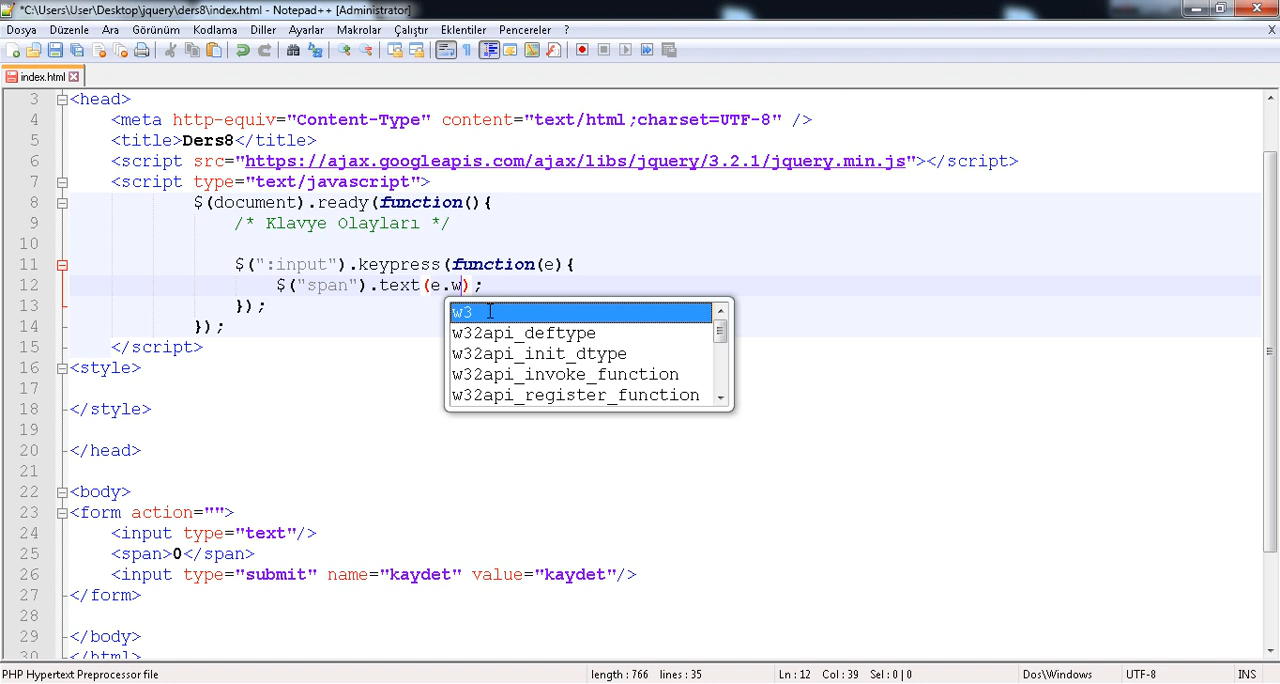 *C:\Users\User\Desktop\jquery\ders8\index.html - Notepad++ [Administrator]
Dosya Düzenle Ara Görünüm Kodlama Diller Ayarlar Makrolar Çalıştır Eklentiler Pencereler ? X
index.html
3 <head>
4 <meta http-equiv="Content-Type" content="text/html;charset=UTF-8" />
5 <title>Ders8</title>
6 <script src="https://ajax.googleapis.com/ajax/libs/jquery/3.2.1/jquery.min.js"></script>
7 <script type="text/javascript">
8 $(document).ready(function(){
9 /* Klavye Olayları */
10
11 $(":input").keypress(function(e){
12 $("span").text(e.w);
13 });
14 });
15 </script>
16 <style>
17
18 </style>
19
20 </head>
21
22 <body>
23 <form action="">
24 <input type="text"/>
25 <span>0</span>
26 <input type="submit" name="kaydet" value="kaydet"/>
27 </form>
28
29 </body>
30 </html>
w3
w32api_deftype
w32api_init_dtype
w32api_invoke_function
w32api_register_function
PHP Hypertext Preprocessor file length : 766 lines : 35 Ln : 12 Col : 39 Sel : 0 | 0 Dos\Windows UTF-8 INS